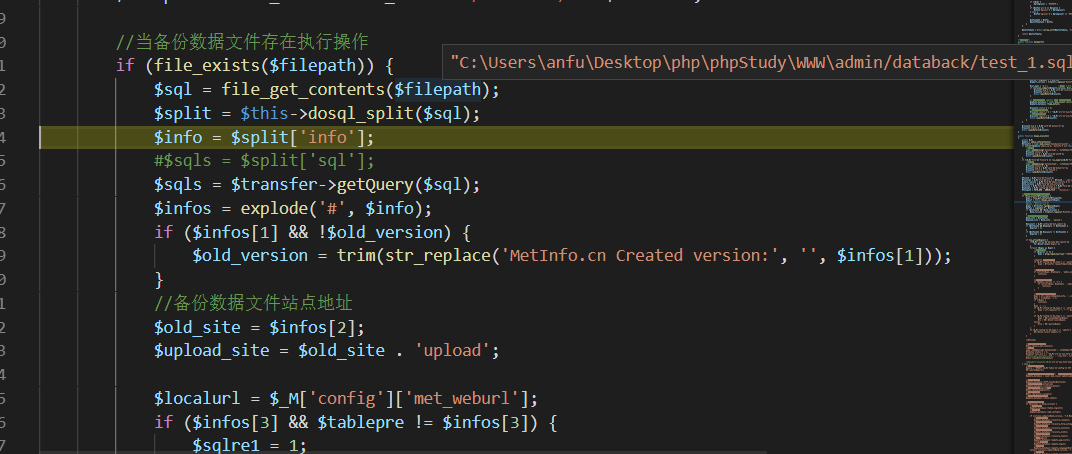 9
0 //当备份数据文件存在执行操作
1 if (file_exists($filepath)) {
"C:\Users\anfu\Desktop\php\phpStudy\WWW\admin/databack/test_1.sql
2 $sql = file_get_contents($filepath);
3 $split = $this->dosql_split($sql);
4 $info = $split['info'];
5 #$sqls = $split['sql'];
6 $sqls = $transfer->getQuery($sql);
7 $infos = explode('#', $info);
8 if ($infos[1] && !$old_version) {
9 $old_version = trim(str_replace('MetInfo.cn Created version:', '', $infos[1]));
0 }
1 //备份数据文件站点地址
2 $old_site = $infos[2];
3 $upload_site = $old_site . 'upload';
4
5 $localurl = $_M['config']['met_weburl'];
6 if ($infos[3] && $tablepre != $infos[3]) {
7 $sqlre1 = 1;